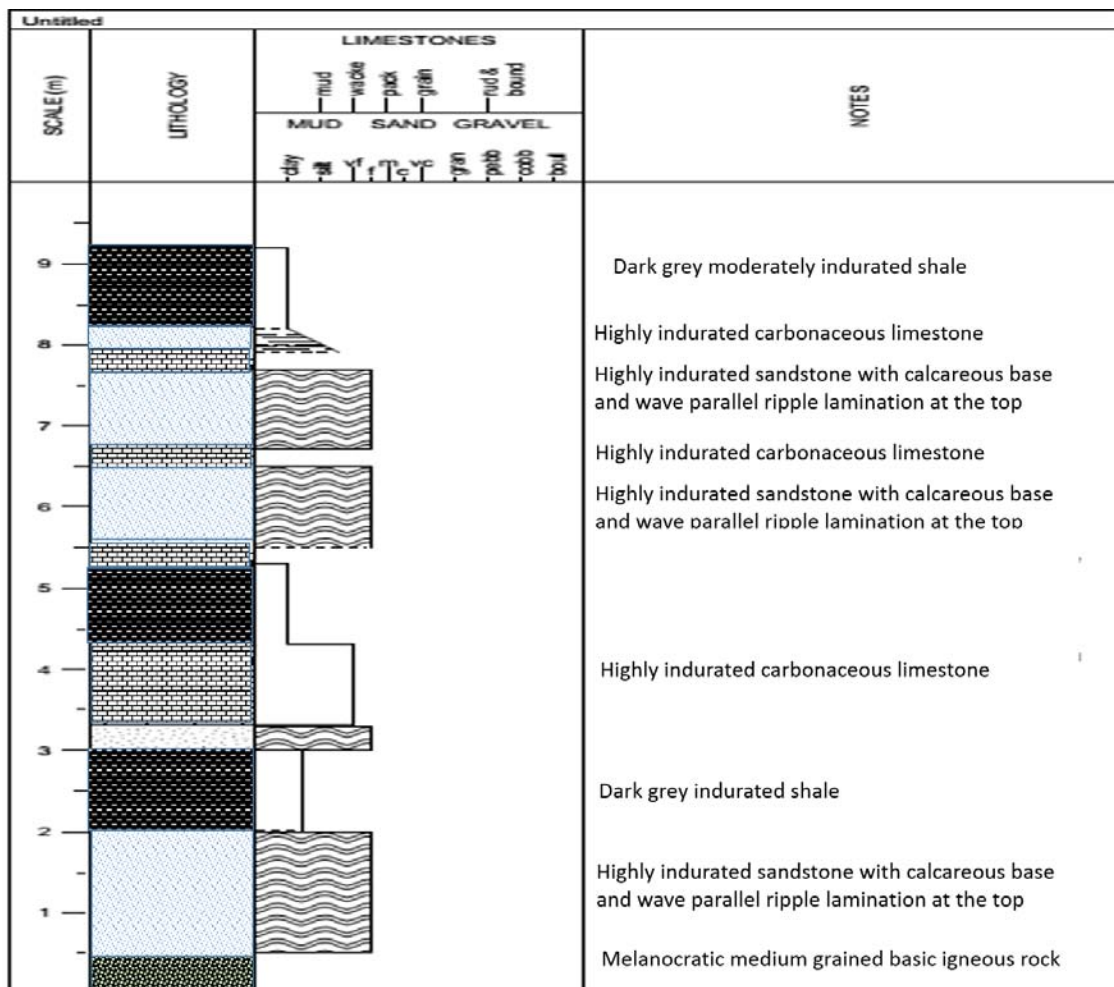 Untitled
LIMESTONES
mud
wacke
pack
grain
rud &
bound
MUD SAND GRAVEL
clay
silt
vf
f
m
c
vc
gran
pebb
cobb
boul
SCALE (m)
LITHOLOGY
NOTES
9
Dark grey moderately indurated shale
Highly indurated carbonaceous limestone
8
Highly indurated sandstone with calcareous base
and wave parallel ripple lamination at the top
7
Highly indurated carbonaceous limestone
Highly indurated sandstone with calcareous base
6
and wave parallel ripple lamination at the top
5
4
Highly indurated carbonaceous limestone
3
Dark grey indurated shale
2
Highly indurated sandstone with calcareous base
and wave parallel ripple lamination at the top
1
Melanocratic medium grained basic igneous rock